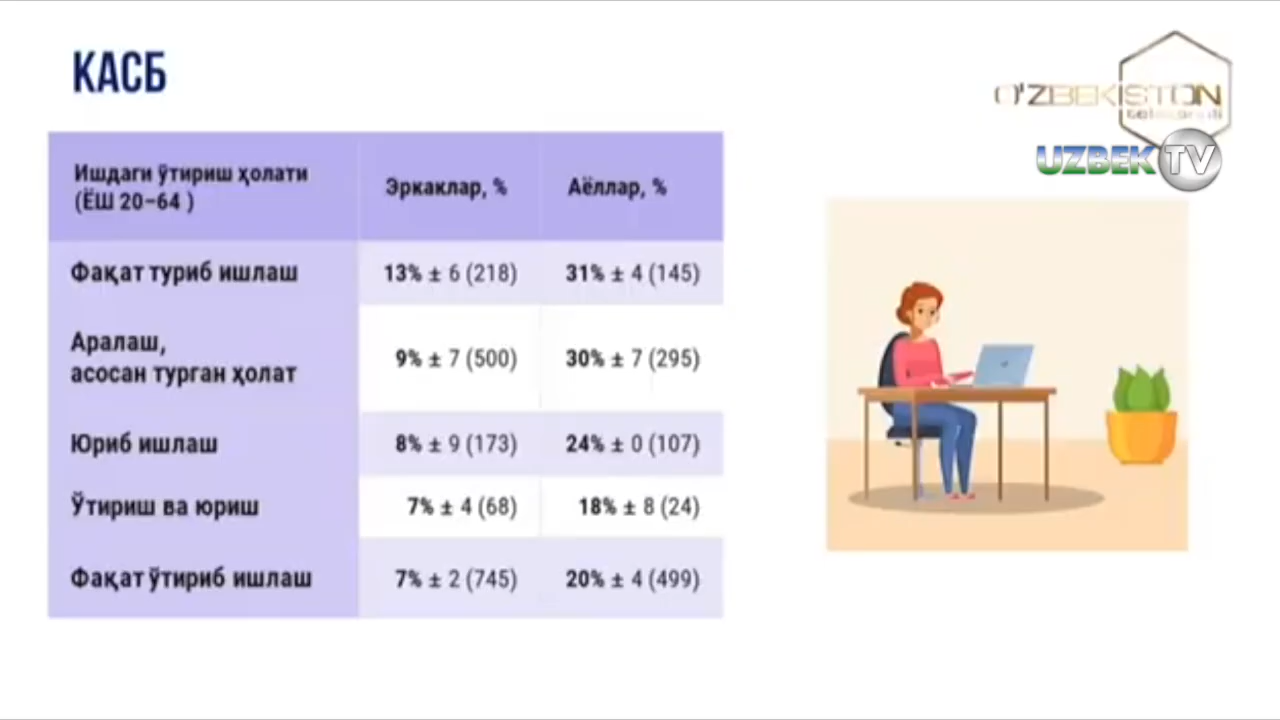 КАСБ
O'ZBEKISTON
UZBEK TV
Ишдаги ўтириш ҳолати
(ЁШ 20–64 )
Эркаклар, %
Аёллар, %
Фақат туриб ишлаш
13% ± 6 (218)
31% ± 4 (145)
Аралаш,
асосан турган ҳолат
9% ± 7 (500)
30% ± 7 (295)
Юриб ишлаш
8% ± 9 (173)
24% ± 0 (107)
Ўтириш ва юриш
7% ± 4 (68)
18% ± 8 (24)
Фақат ўтириб ишлаш
7% ± 2 (745)
20% ± 4 (499)